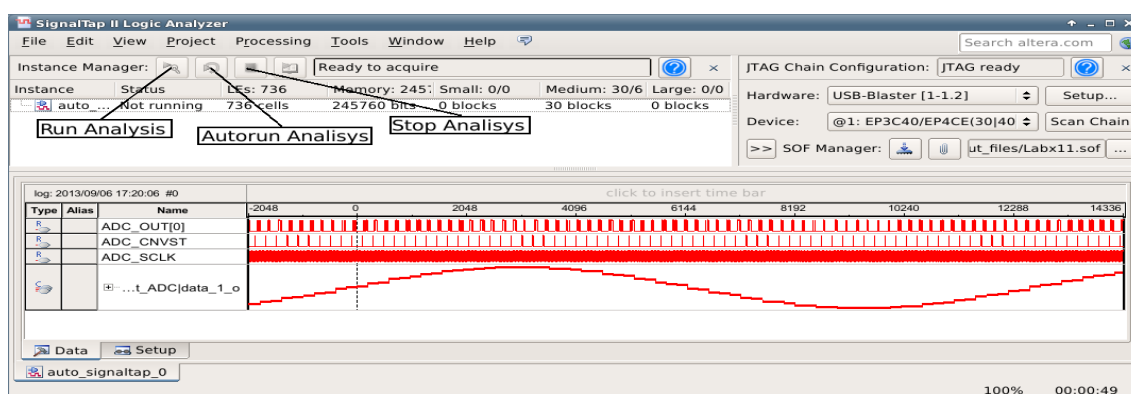 SignalTap II Logic Analyzer
File Edit View Project Processing Tools Window Help
Search altera.com
Instance Manager: Ready to acquire
JTAG Chain Configuration: JTAG ready
Instance Status LEs: 736 Memory: 2457 Small: 0/0 Medium: 30/6 Large: 0/0
auto_... Not running 736 cells 245760 bits 0 blocks 30 blocks 0 blocks
Run Analysis
Autorun Analisys
Stop Analisys
Hardware: USB-Blaster [1-1.2] Setup...
Device: @1: EP3C40/EP4CE(30|40 Scan Chain
>> SOF Manager: ut_files/Labx11.sof ...
log: 2013/09/06 17:20:06 #0
click to insert time bar
Type Alias Name -2048 0 2048 4096 6144 8192 10240 12288 14336
ADC_OUT[0]
ADC_CNVST
ADC_SCLK
...t_ADC|data_1_o
Data Setup
auto_signaltap_0
100% 00:00:49